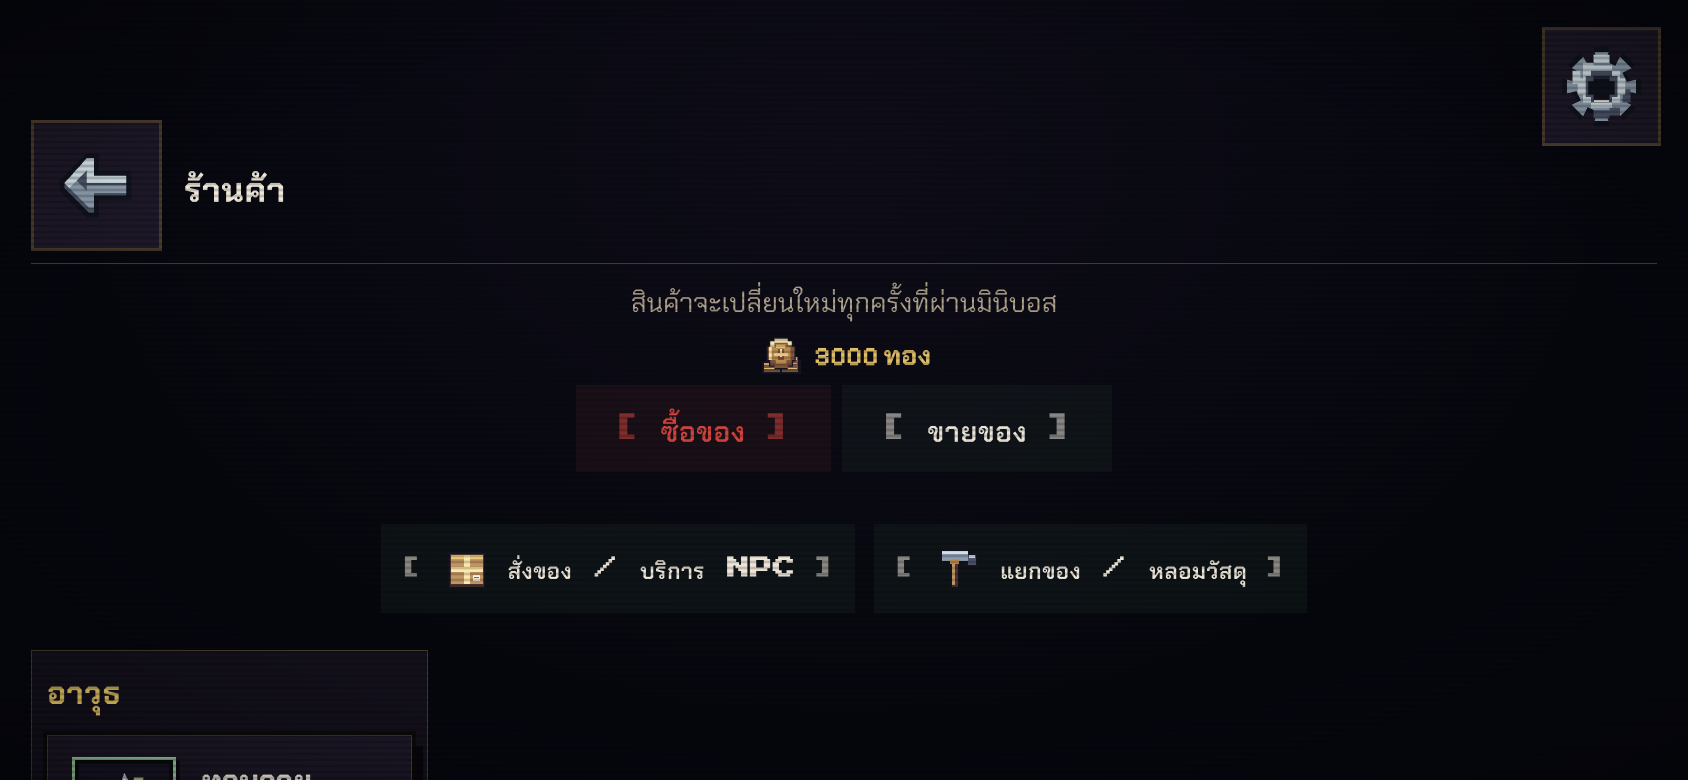 ร้านค้า
สินค้าจะเปลี่ยนใหม่ทุกครั้งที่ผ่านมินิบอส
3000 ทอง
[ ซื้อของ ] [ ขายของ ]
[ สั่งของ / บริการ NPC ] [ แยกของ / หลอมวัสดุ ]
อาวุธ